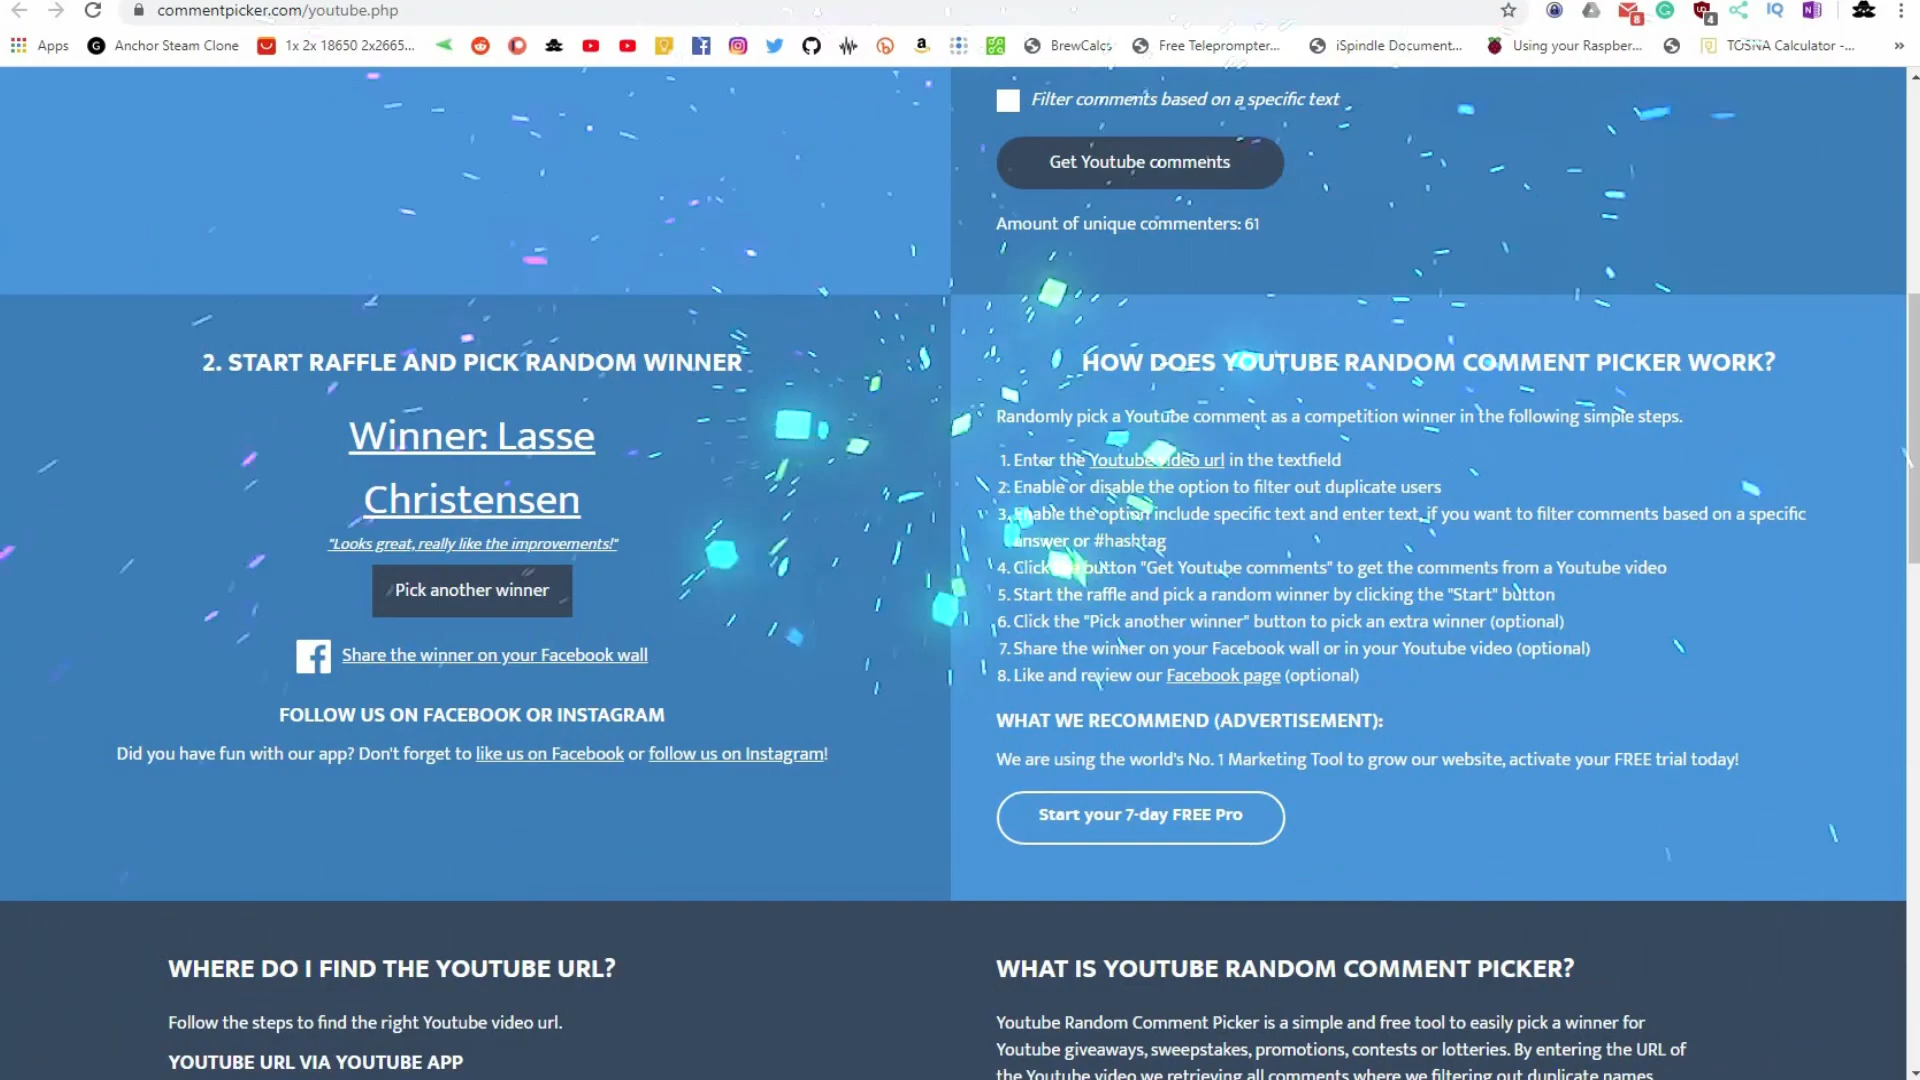 commentpicker.com/youtube.php
Apps
Anchor Steam Clone
1x 2x 18650 2x2665...
BrewCalcs
Free Teleprompter...
iSpindle Document...
Using your Raspber...
TOSNA Calculator -...
»
Filter comments based on a specific text
Get Youtube comments
Amount of unique commenters: 61
2. START RAFFLE AND PICK RANDOM WINNER
Winner: Lasse
Christensen
"Looks great, really like the improvements!"
Pick another winner
Share the winner on your Facebook wall
FOLLOW US ON FACEBOOK OR INSTAGRAM
Did you have fun with our app? Don't forget to like us on Facebook or follow us on Instagram!
HOW DOES YOUTUBE RANDOM COMMENT PICKER WORK?
Randomly pick a Youtube comment as a competition winner in the following simple steps.
1. Enter the Youtube video url in the textfield
2. Enable or disable the option to filter out duplicate users
3. Enable the option include specific text and enter text, if you want to filter comments based on a specific
answer or #hashtag
4. Click the button "Get Youtube comments" to get the comments from a Youtube video
5. Start the raffle and pick a random winner by clicking the "Start" button
6. Click the "Pick another winner" button to pick an extra winner (optional)
7. Share the winner on your Facebook wall or in your Youtube video (optional)
8. Like and review our Facebook page (optional)
WHAT WE RECOMMEND (ADVERTISEMENT):
We are using the world's No. 1 Marketing Tool to grow our website, activate your FREE trial today!
Start your 7-day FREE Pro
WHERE DO I FIND THE YOUTUBE URL?
Follow the steps to find the right Youtube video url.
YOUTUBE URL VIA YOUTUBE APP
WHAT IS YOUTUBE RANDOM COMMENT PICKER?
Youtube Random Comment Picker is a simple and free tool to easily pick a winner for
Youtube giveaways, sweepstakes, promotions, contests or lotteries. By entering the URL of
the Youtube video we retrieving all comments where we filtering out duplicate names